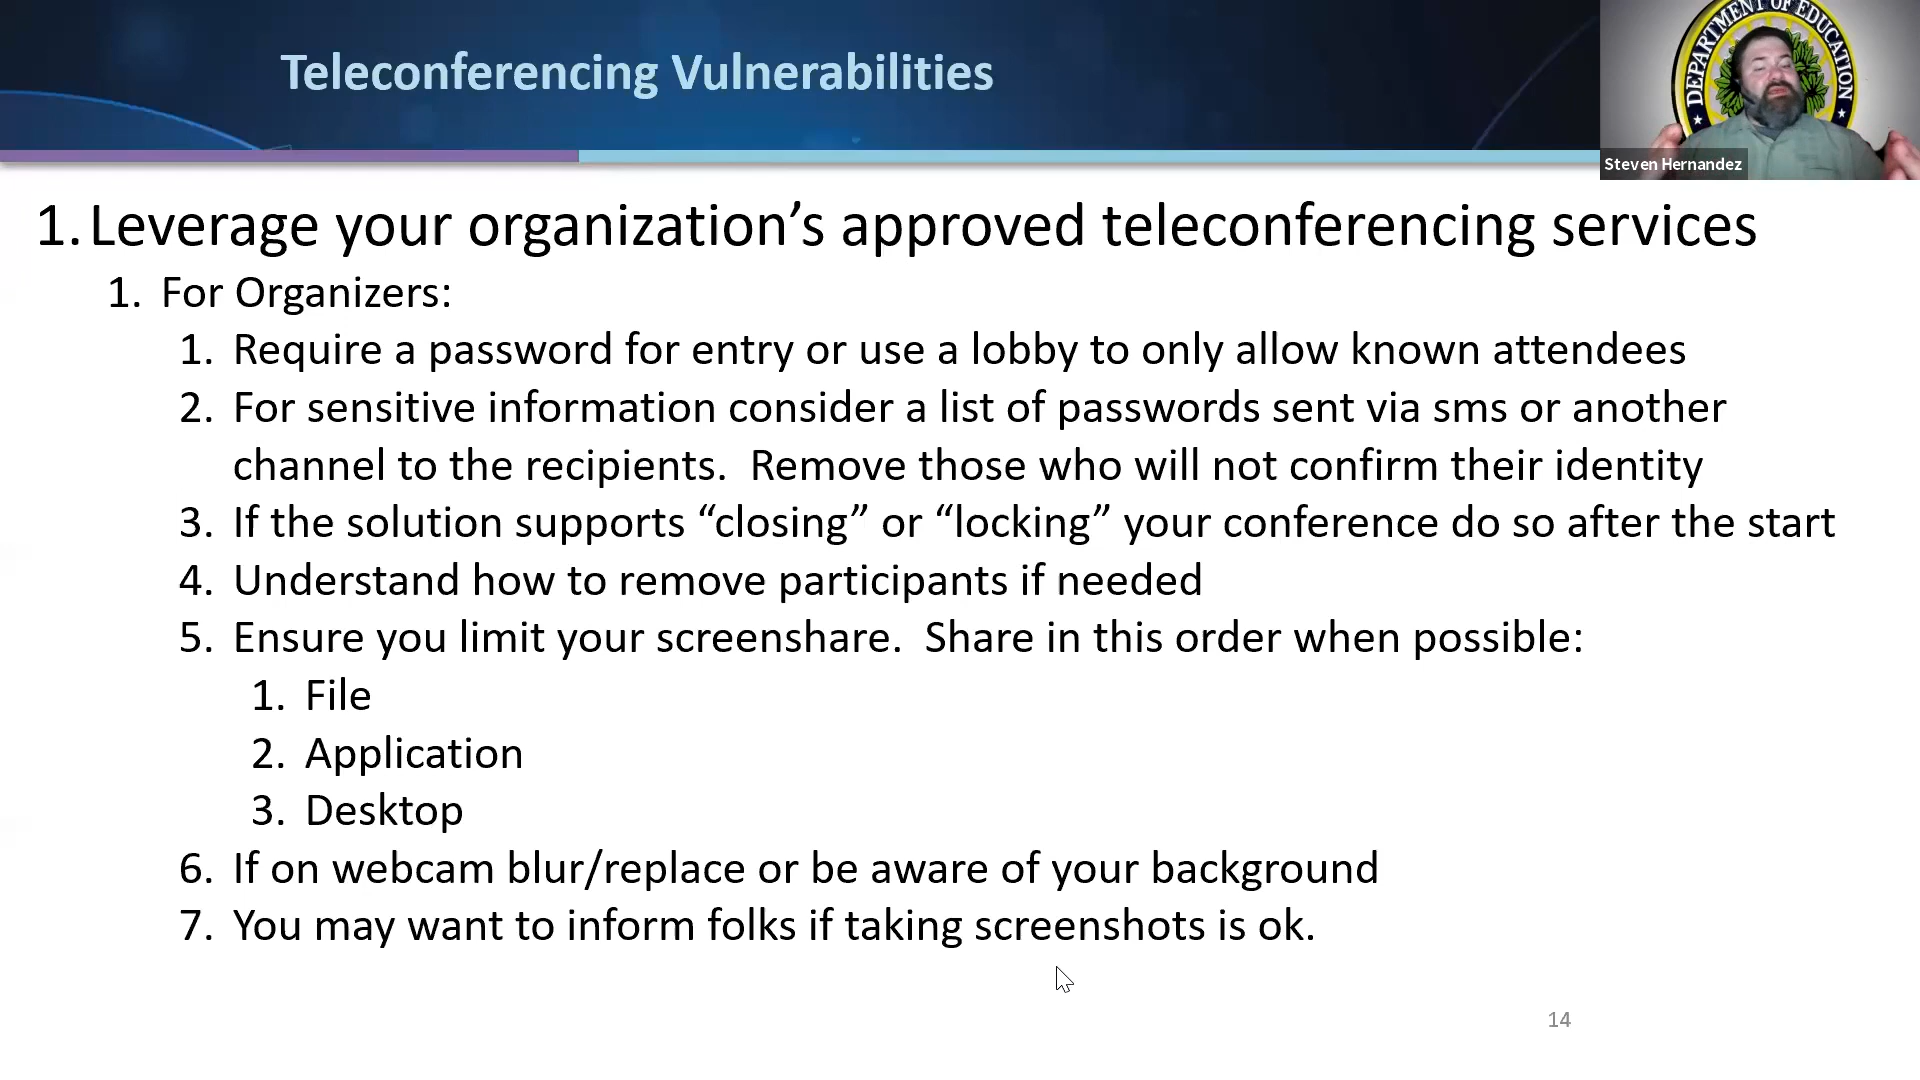 Teleconferencing Vulnerabilities
DEPARTMENT OF EDUCATION
Steven Hernandez
1. Leverage your organization’s approved teleconferencing services
1. For Organizers:
1. Require a password for entry or use a lobby to only allow known attendees
2. For sensitive information consider a list of passwords sent via sms or another
channel to the recipients.  Remove those who will not confirm their identity
3. If the solution supports “closing” or “locking” your conference do so after the start
4. Understand how to remove participants if needed
5. Ensure you limit your screenshare.  Share in this order when possible:
1. File
2. Application
3. Desktop
6. If on webcam blur/replace or be aware of your background
7. You may want to inform folks if taking screenshots is ok.
14